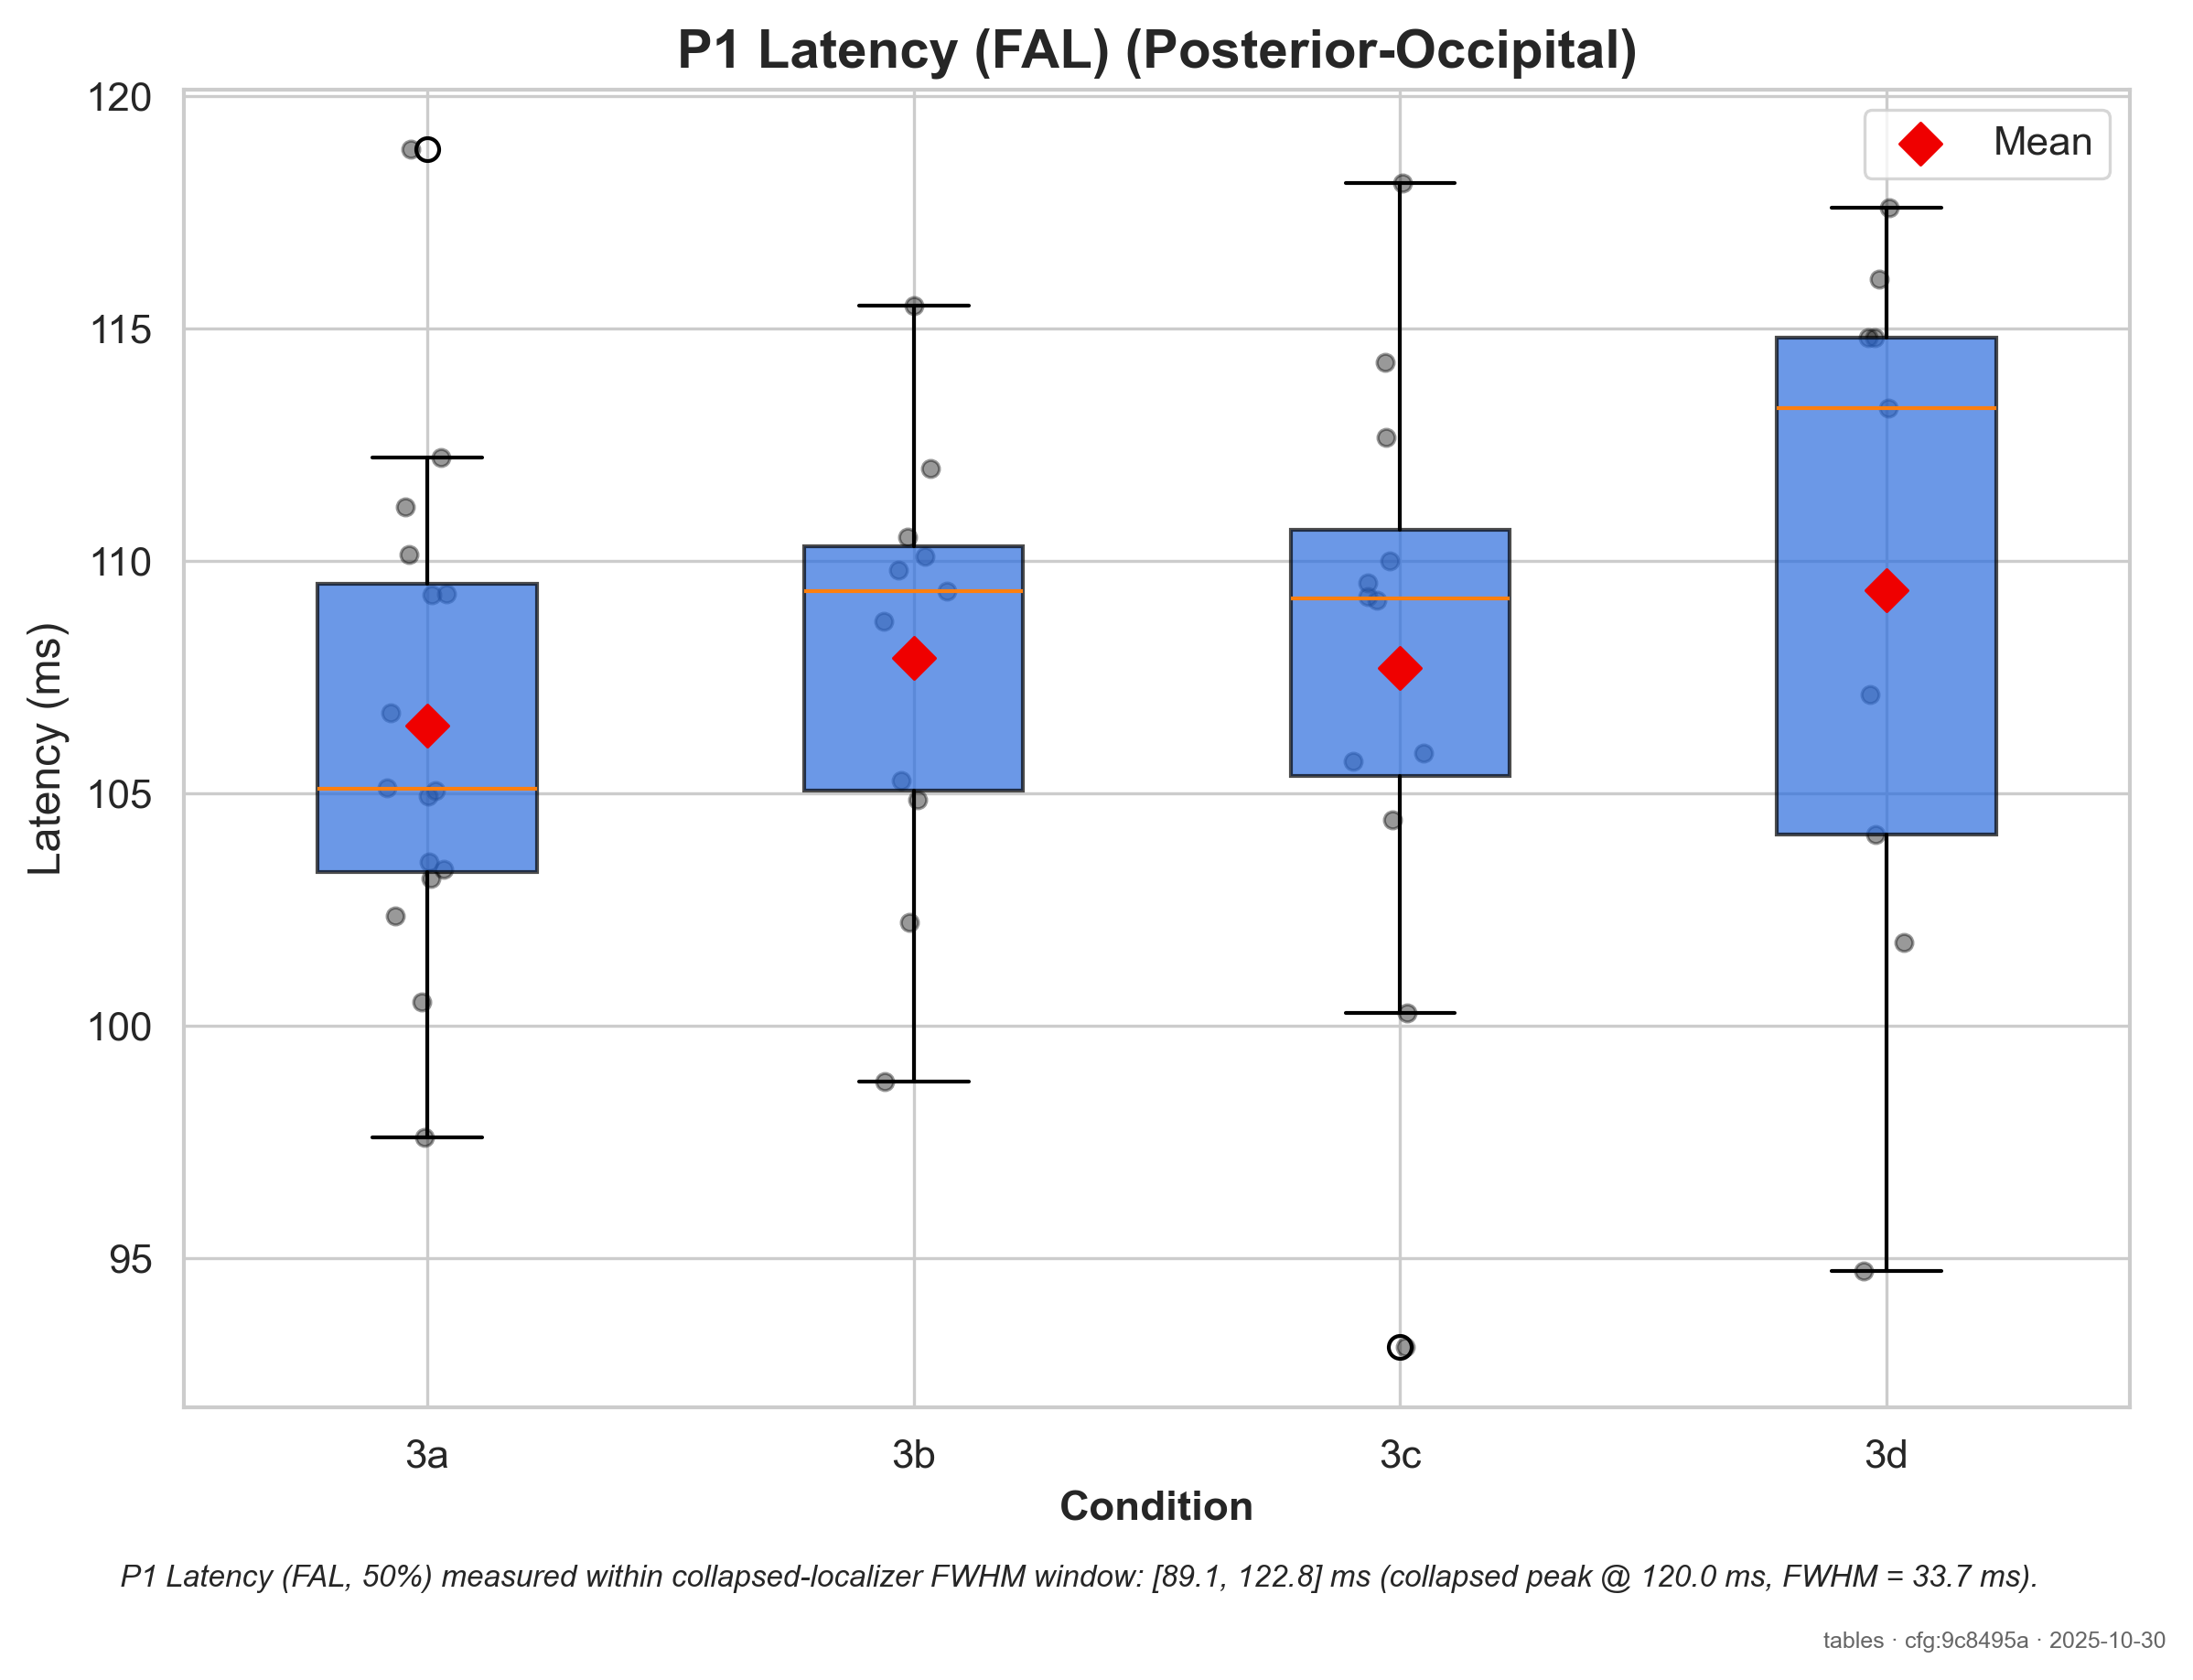 P1 Latency (FAL) (Posterior-Occipital)
Mean
120
115
110
105
100
95
Latency (ms)
3a 3b 3c 3d
Condition
P1 Latency (FAL, 50%) measured within collapsed-localizer FWHM window: [89.1, 122.8] ms (collapsed peak @ 120.0 ms, FWHM = 33.7 ms).
tables · cfg:9c8495a · 2025-10-30